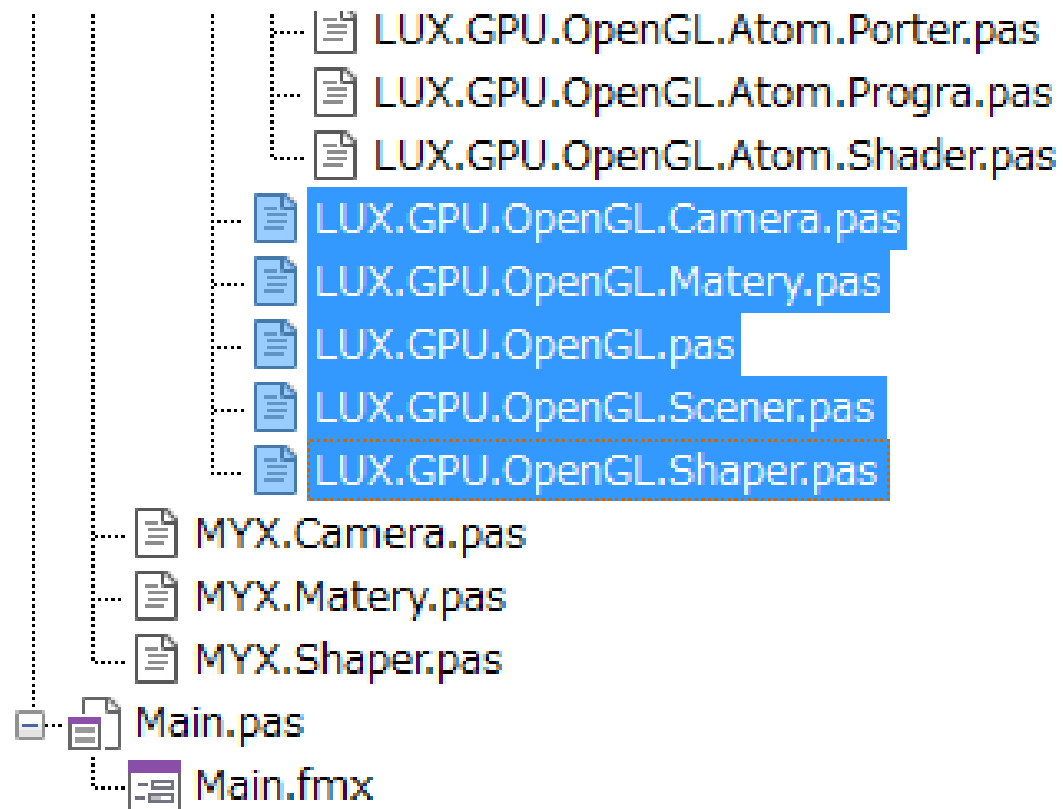 LUX.GPU.OpenGL.Atom.Porter.pas
LUX.GPU.OpenGL.Atom.Progra.pas
LUX.GPU.OpenGL.Atom.Shader.pas
LUX.GPU.OpenGL.Camera.pas
LUX.GPU.OpenGL.Matery.pas
LUX.GPU.OpenGL.pas
LUX.GPU.OpenGL.Scener.pas
LUX.GPU.OpenGL.Shaper.pas
MYX.Camera.pas
MYX.Matery.pas
MYX.Shaper.pas
Main.pas
Main.fmx